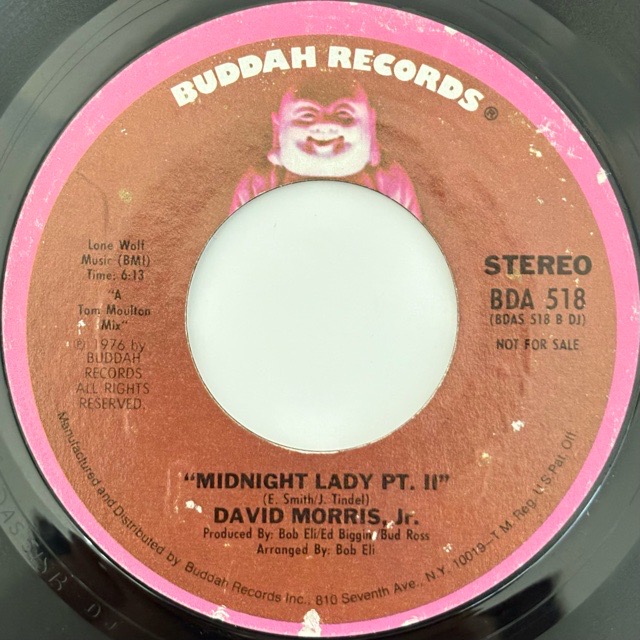 BUDDAH RECORDS®
Lone Wolf
Music (BMI)
Time: 6:13
"A
Tom Moulton
Mix"
℗ 1976 by
BUDDAH
RECORDS
ALL RIGHTS
RESERVED.
STEREO
BDA 518
(BDAS 518 B DJ)
NOT FOR SALE
"MIDNIGHT LADY PT. II"
(E. Smith/J. Tindel)
DAVID MORRIS, Jr.
Produced By: Bob Eli/Ed Biggin/Bud Ross
Arranged By: Bob Eli
Manufactured and Distributed by Buddah Records Inc., 810 Seventh Ave., N.Y. 10019-T.M. Reg. U.S. Pat. Off